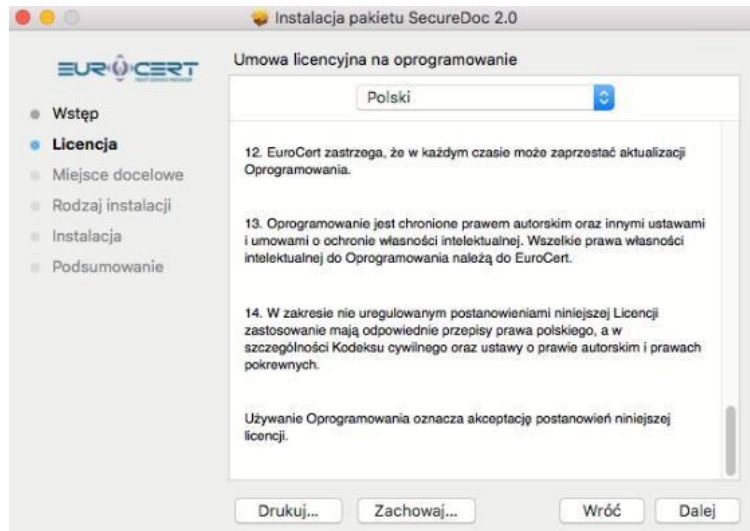 Instalacja pakietu SecureDoc 2.0
EUROCERT
Umowa licencyjna na oprogramowanie
Polski
Wstęp
Licencja
Miejsce docelowe
Rodzaj instalacji
Instalacja
Podsumowanie
12. EuroCert zastrzega, że w każdym czasie może zaprzestać aktualizacji
Oprogramowania.
13. Oprogramowanie jest chronione prawem autorskim oraz innymi ustawami
i umowami o ochronie własności intelektualnej. Wszelkie prawa własności
intelektualnej do Oprogramowania należą do EuroCert.
14. W zakresie nie uregulowanym postanowieniami niniejszej Licencji
zastosowanie mają odpowiednie przepisy prawa polskiego, a w
szczególności Kodeksu cywilnego oraz ustawy o prawie autorskim i prawach
pokrewnych.
Używanie Oprogramowania oznacza akceptację postanowień niniejszej
licencji.
Drukuj... Zachowaj... Wróć Dalej